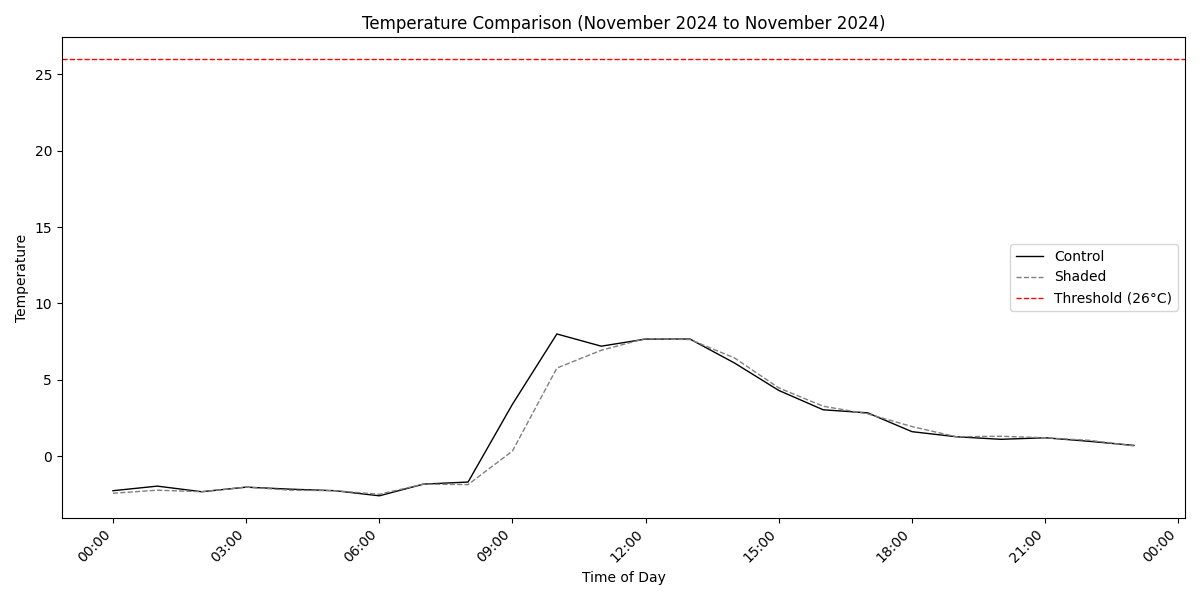 Temperature Comparison (November 2024 to November 2024)
Temperature
25
20
15
10
5
0
Control
Shaded
Threshold (26°C)
00:00
03:00
06:00
09:00
12:00
15:00
18:00
21:00
00:00
Time of Day